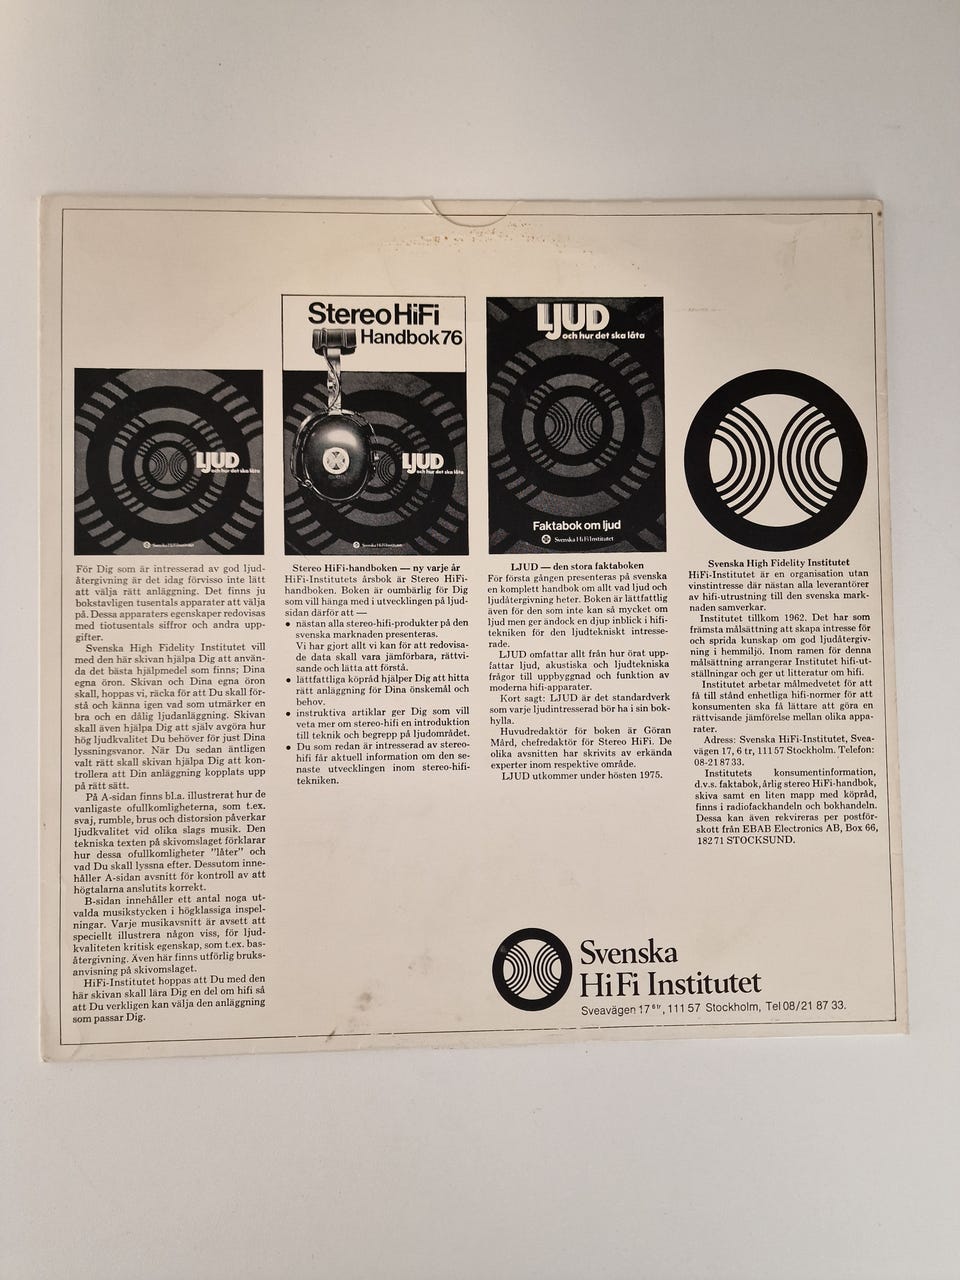 LJUD
och hur det ska låta
Svenska HiFi Institutet
För Dig som är intresserad av god ljud-
återgivning är det idag förvisso inte lätt
att välja rätt anläggning. Det finns ju
bokstavligen tusentals apparater att välja
på. Dessa apparaters egenskaper redovisas
med tiotusentals siffror och andra upp-
gifter.
Svenska High Fidelity Institutet vill
med den här skivan hjälpa Dig att använ-
da det bästa hjälpmedel som finns; Dina
egna öron. Skivan och Dina egna öron
skall, hoppas vi, räcka för att Du skall för-
stå och känna igen vad som utmärker en
bra och en dålig ljudanläggning. Skivan
skall även hjälpa Dig att själv avgöra hur
hög ljudkvalitet Du behöver för just Dina
lyssningsvanor. När Du sedan äntligen
valt rätt skall skivan hjälpa Dig att kon-
trollera att Din anläggning kopplats upp
på rätt sätt.
På A-sidan finns bl.a. illustrerat hur de
vanligaste ofullkomligheterna, som t.ex.
svaj, rumble, brus och distorsion påverkar
ljudkvalitet vid olika slags musik. Den
tekniska texten på skivomslaget förklarar
hur dessa ofullkomligheter "låter" och
vad Du skall lyssna efter. Dessutom inne-
håller A-sidan avsnitt för kontroll av att
högtalarna anslutits korrekt.
B-sidan innehåller ett antal noga ut-
valda musikstycken i högklassiga inspel-
ningar. Varje musikavsnitt är avsett att
speciellt illustrera någon viss, för ljud-
kvaliteten kritisk egenskap, som t.ex. bas-
återgivning. Även här finns utförlig bruks-
anvisning på skivomslaget.
HiFi-Institutet hoppas att Du med den
här skivan skall lära Dig en del om hifi så
att Du verkligen kan välja den anläggning
som passar Dig.
Stereo HiFi
Handbok 76
LJUD
och hur det ska låta
Svenska HiFi Institutet
Stereo HiFi-handboken — ny varje år
HiFi-Institutets årsbok är Stereo HiFi-
handboken. Boken är oumbärlig för Dig
som vill hänga med i utvecklingen på ljud-
sidan därför att —
● nästan alla stereo-hifi-produkter på den
svenska marknaden presenteras.
Vi har gjort allt vi kan för att redovisa-
de data skall vara jämförbara, rättvi-
sande och lätta att förstå.
● lättfattliga köpråd hjälper Dig att hitta
rätt anläggning för Dina önskemål och
behov.
● instruktiva artiklar ger Dig som vill
veta mer om stereo-hifi en introduktion
till teknik och begrepp på ljudområdet.
● Du som redan är intresserad av stereo-
hifi får aktuell information om den se-
naste utvecklingen inom stereo-hifi-
tekniken.
LJUD
och hur det ska låta
Faktabok om ljud
Svenska HiFi Institutet
LJUD — den stora faktaboken
För första gången presenteras på svenska
en komplett handbok om allt vad ljud och
ljudåtergivning heter. Boken är lättfattlig
även för den som inte kan så mycket om
ljud men ger ändock en djup inblick i hifi-
tekniken för den ljudtekniskt intresse-
rade.
LJUD omfattar allt från hur örat upp-
fattar ljud, akustiska och ljudtekniska
frågor till uppbyggnad och funktion av
moderna hifi-apparater.
Kort sagt: LJUD är det standardverk
som varje ljudintresserad bör ha i sin bok-
hylla.
Huvudredaktör för boken är Göran
Mård, chefredaktör för Stereo HiFi. De
olika avsnitten har skrivits av erkända
experter inom respektive område.
LJUD utkommer under hösten 1975.
Svenska High Fidelity Institutet
HiFi-Institutet är en organisation utan
vinstintresse där nästan alla leverantörer
av hifi-utrustning till den svenska mark-
naden samverkar.
Institutet tillkom 1962. Det har som
främsta målsättning att skapa intresse för
och sprida kunskap om god ljudåtergiv-
ning i hemmiljö. Inom ramen för denna
målsättning arrangerar Institutet hifi-ut-
ställningar och ger ut litteratur om hifi.
Institutet arbetar målmedvetet för att
få till stånd enhetliga hifi-normer för att
konsumenten ska få lättare att göra en
rättvisande jämförelse mellan olika appa-
rater.
Adress: Svenska HiFi-Institutet, Svea-
vägen 17, 6 tr, 111 57 Stockholm. Telefon:
08-21 87 33.
Institutets konsumentinformation,
d.v.s. faktabok, årlig stereo HiFi-handbok,
skiva samt en liten mapp med köpråd,
finns i radiofackhandeln och bokhandeln.
Dessa kan även rekvireras per postför-
skott från EBAB Electronics AB, Box 66,
182 71 STOCKSUND.
Svenska
HiFi Institutet
Sveavägen 17 6 tr, 111 57 Stockholm, Tel 08/21 87 33.